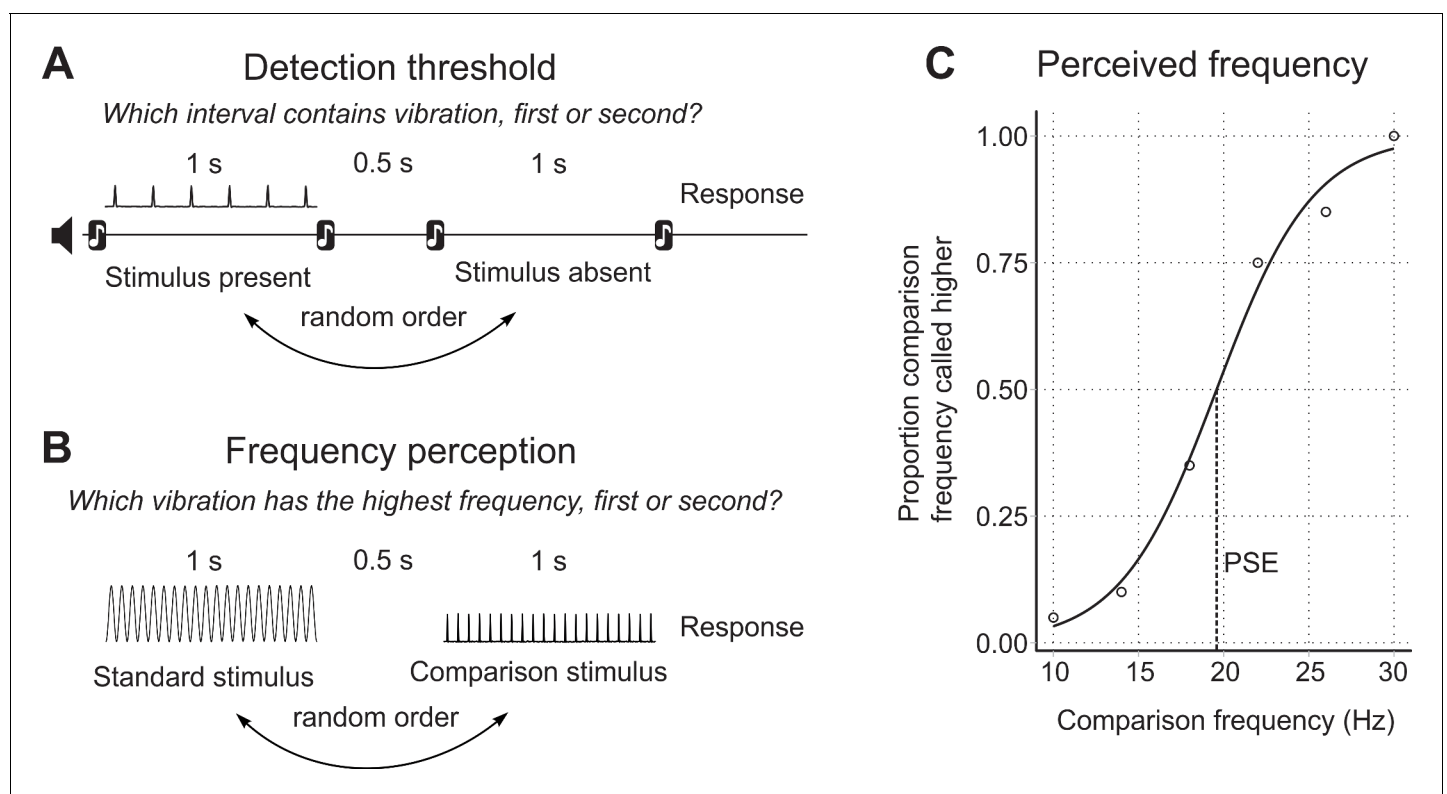 A
Detection threshold
Which interval contains vibration, first or second?
1 s
0.5 s
1 s
Response
Stimulus present
Stimulus absent
random order
B
Frequency perception
Which vibration has the highest frequency, first or second?
1 s
0.5 s
1 s
Response
Standard stimulus
Comparison stimulus
random order
C
Perceived frequency
Proportion comparison
frequency called higher
1.00
0.75
0.50
0.25
0.00
PSE
10
15
20
25
30
Comparison frequency (Hz)